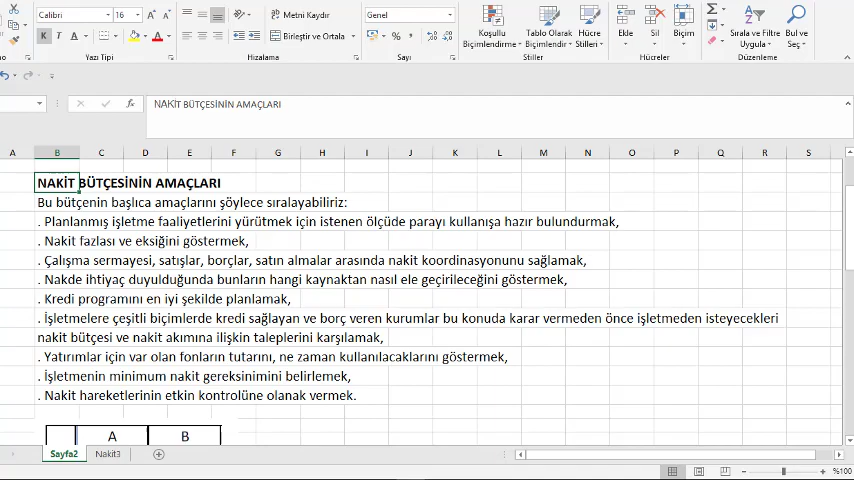 Calibri 16 A A Metni Kaydır Genel
K T A A Birleştir ve Ortala % Koşullu Biçimlendirme Tablo Olarak Biçimlendir Hücre Stilleri Ekle Sil Biçim Sırala ve Filtre Uygula Bul ve Seç
Yazı Tipi Hizalama Sayı Stiller Hücreler Düzenleme
fx NAKİT BÜTÇESİNİN AMAÇLARI
A B C D E F G H I J K L M N O P Q R S
NAKİT BÜTÇESİNİN AMAÇLARI
Bu bütçenin başlıca amaçlarını şöylece sıralayabiliriz:
. Planlanmış işletme faaliyetlerini yürütmek için istenen ölçüde parayı kullanışa hazır bulundurmak,
. Nakit fazlası ve eksiğini göstermek,
. Çalışma sermayesi, satışlar, borçlar, satın almalar arasında nakit koordinasyonunu sağlamak,
. Nakde ihtiyaç duyulduğunda bunların hangi kaynaktan nasıl ele geçirileceğini göstermek,
. Kredi programını en iyi şekilde planlamak,
. İşletmelere çeşitli biçimlerde kredi sağlayan ve borç veren kurumlar bu konuda karar vermeden önce işletmeden isteyecekleri
nakit bütçesi ve nakit akımına ilişkin taleplerini karşılamak,
. Yatırımlar için var olan fonların tutarını, ne zaman kullanılacaklarını göstermek,
. İşletmenin minimum nakit gereksinimini belirlemek,
. Nakit hareketlerinin etkin kontrolüne olanak vermek.
A B
Sayfa2 Nakit3
%100